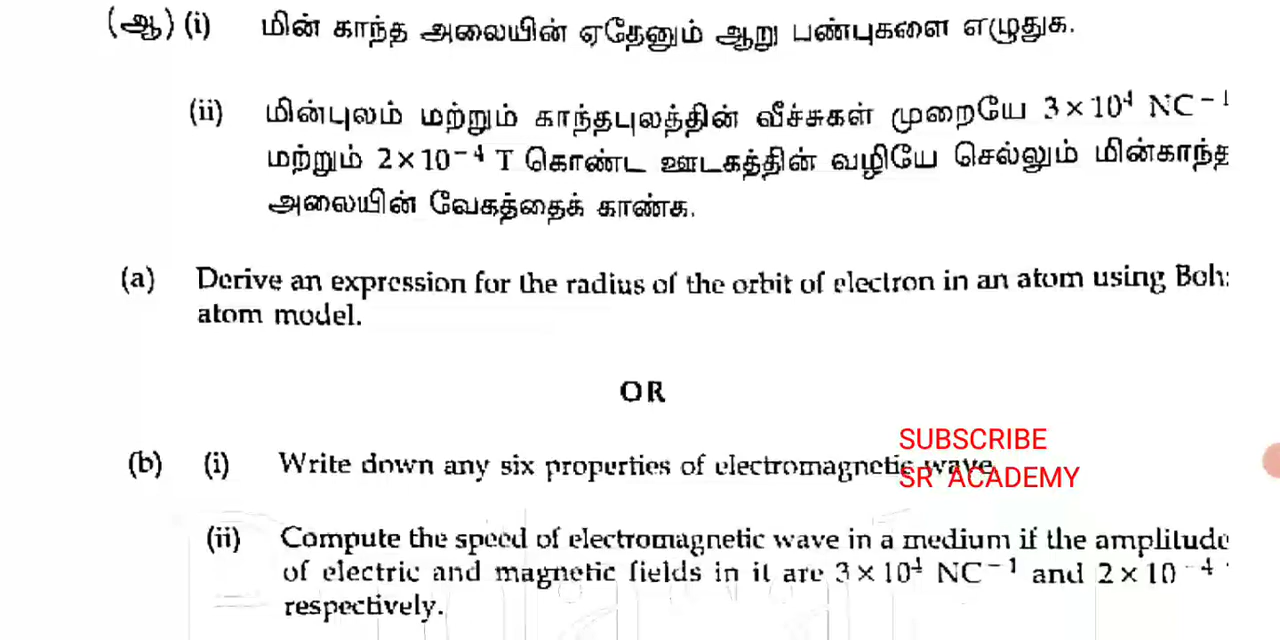 (ஆ) (i) மின் காந்த அலையின் ஏதேனும் ஆறு பண்புகளை எழுதுக.
(ii) மின்புலம் மற்றும் காந்தபுலத்தின் வீச்சுகள் முறையே 3 × 10⁴ NC⁻¹
மற்றும் 2 × 10⁻⁴ T கொண்ட ஊடகத்தின் வழியே செல்லும் மின்காந்த
அலையின் வேகத்தைக் காண்க.
(a) Derive an expression for the radius of the orbit of electron in an atom using Boh
atom model.
OR
(b) (i) Write down any six properties of electromagnetic wave
SUBSCRIBE
SR ACADEMY
(ii) Compute the speed of electromagnetic wave in a medium if the amplitude
of electric and magnetic fields in it are 3 × 10⁴ NC⁻¹ and 2 × 10⁻⁴
respectively.